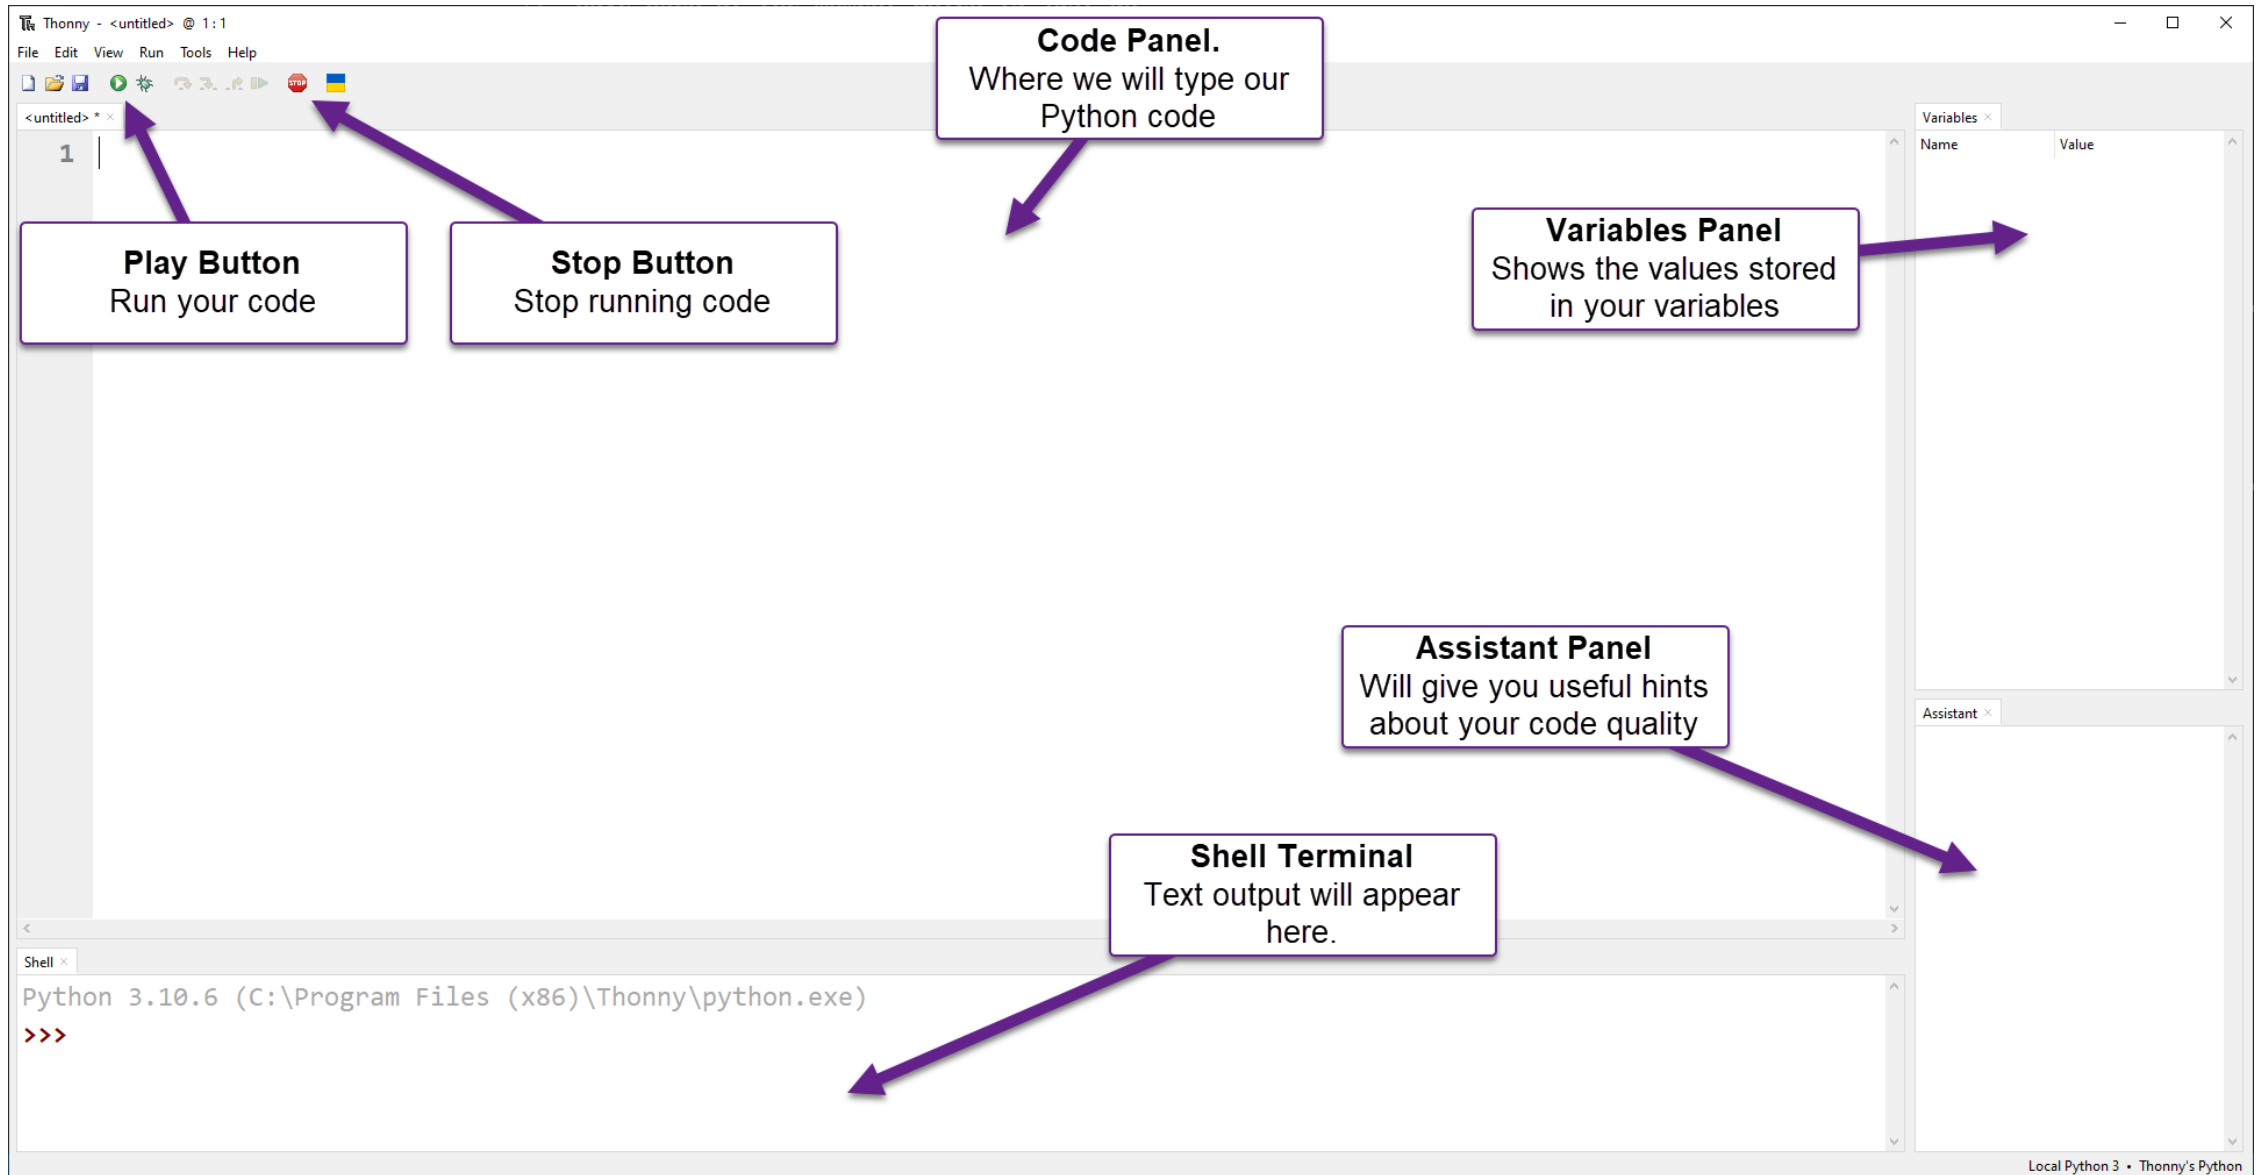 Thonny - <untitled> @ 1:1
File Edit View Run Tools Help
STOP
<untitled> *
1
Code Panel.
Where we will type our
Python code
Play Button
Run your code
Stop Button
Stop running code
Variables
Name Value
Variables Panel
Shows the values stored
in your variables
Assistant Panel
Will give you useful hints
about your code quality
Assistant
Shell Terminal
Text output will appear
here.
Shell
Python 3.10.6 (C:\Program Files (x86)\Thonny\python.exe)
>>>
Local Python 3 • Thonny's Python